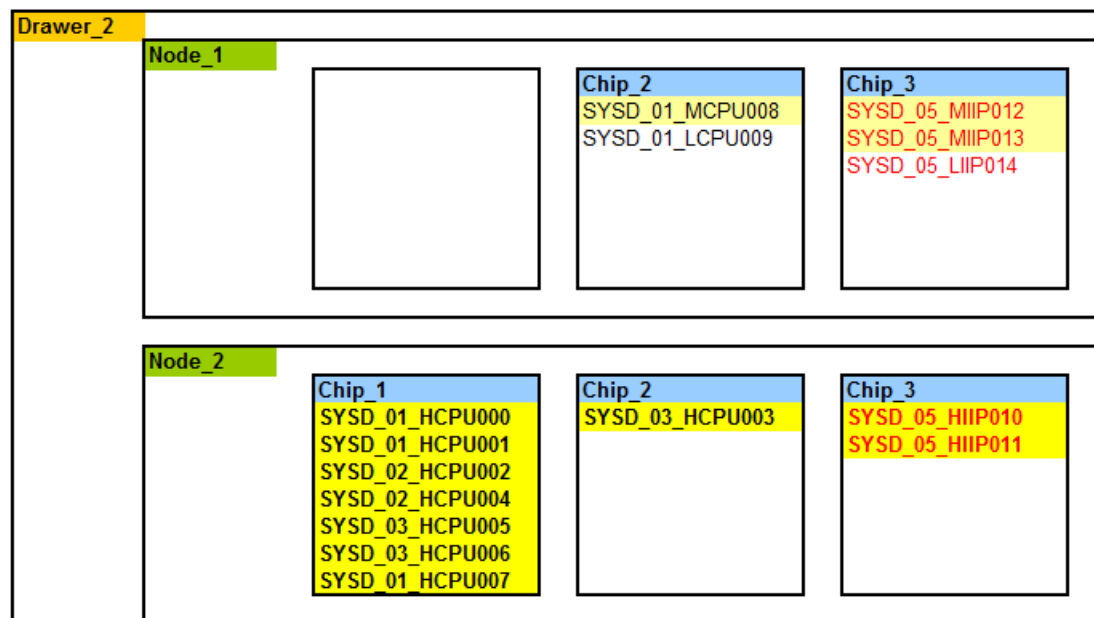 Drawer_2
Node_1
Chip_2
SYSD_01_MCPU008
SYSD_01_LCPU009
Chip_3
SYSD_05_MIIP012
SYSD_05_MIIP013
SYSD_05_LIIP014
Node_2
Chip_1
SYSD_01_HCPU000
SYSD_01_HCPU001
SYSD_02_HCPU002
SYSD_02_HCPU004
SYSD_03_HCPU005
SYSD_03_HCPU006
SYSD_01_HCPU007
Chip_2
SYSD_03_HCPU003
Chip_3
SYSD_05_HIIP010
SYSD_05_HIIP011